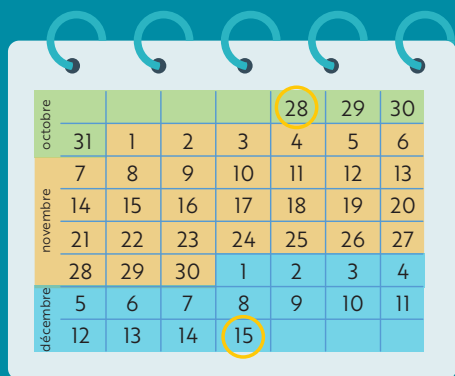 octobre
28 29 30
31 1 2 3 4 5 6
novembre
7 8 9 10 11 12 13
14 15 16 17 18 19 20
21 22 23 24 25 26 27
28 29 30 1 2 3 4
décembre
5 6 7 8 9 10 11
12 13 14 15